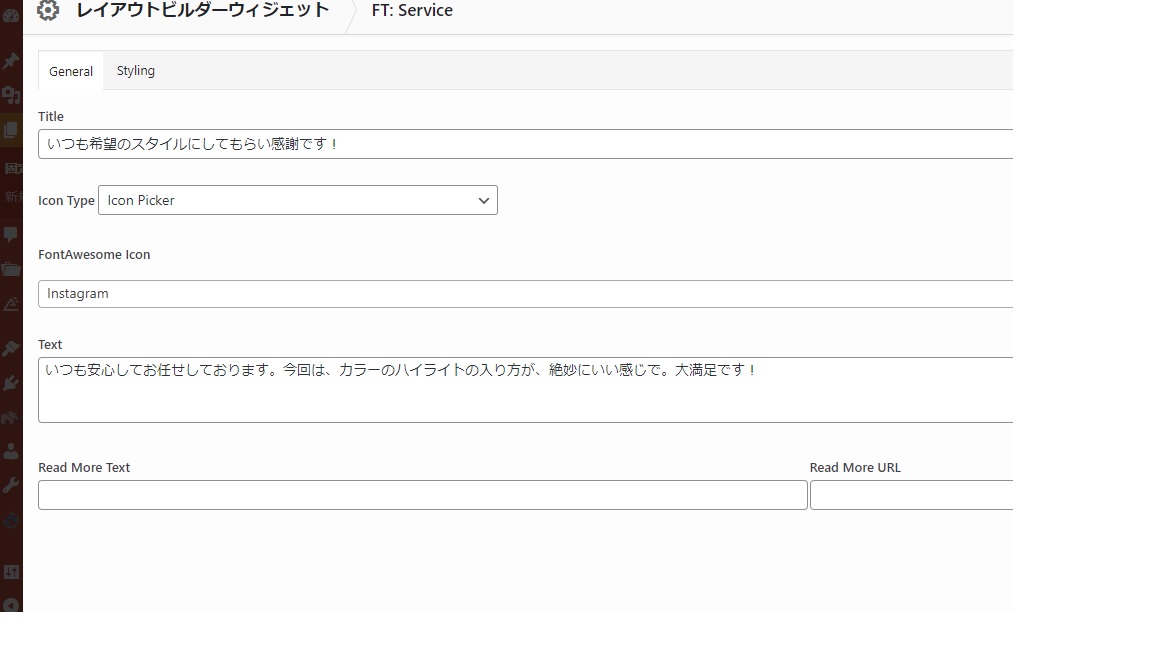 レイアウトビルダーウィジェット
FT: Service
General
Styling
Title
いつも希望のスタイルにしてもらい感謝です！
Icon Type
Icon Picker
FontAwesome Icon
Instagram
Text
いつも安心してお任せしております。今回は、カラーのハイライトの入り方が、絶妙にいい感じで。大満足です！
Read More Text
Read More URL